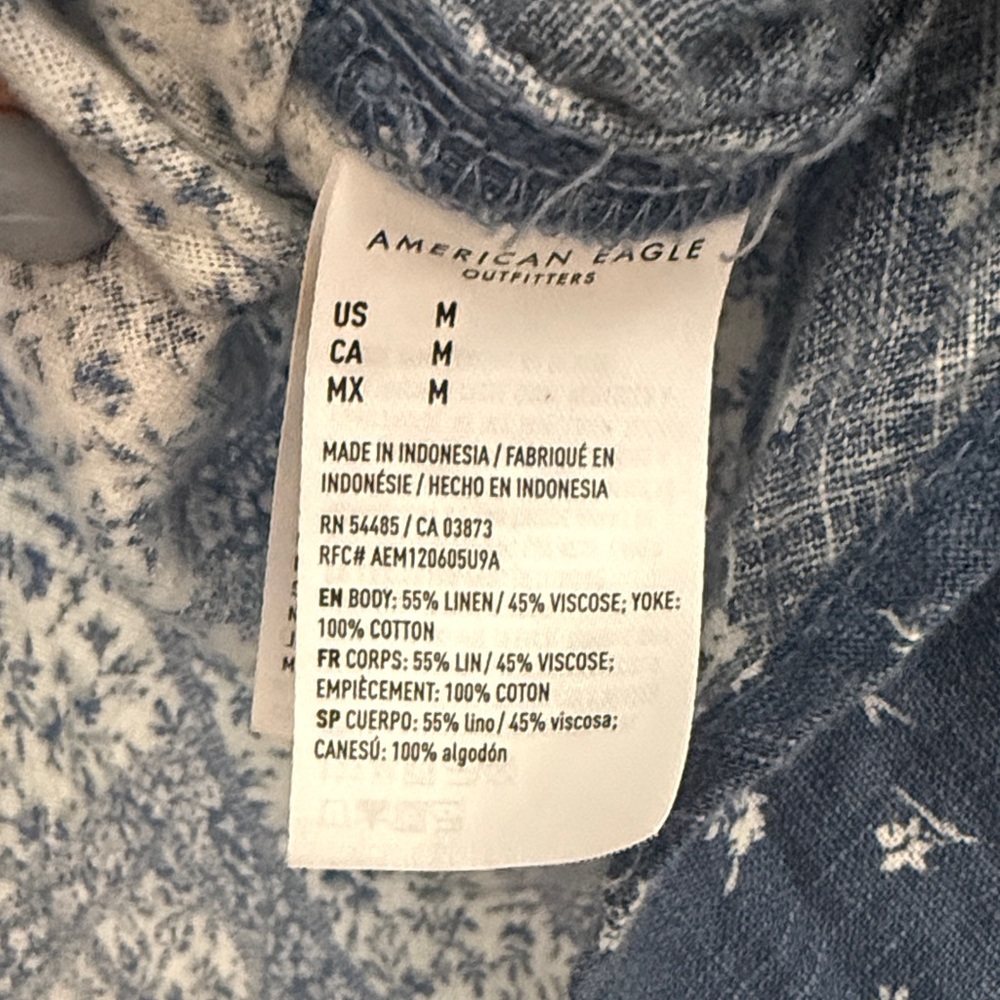 AMERICAN EAGLE
OUTFITTERS
US M
CA M
MX M
MADE IN INDONESIA / FABRIQUÉ EN
INDONÉSIE / HECHO EN INDONESIA
RN 54485 / CA 03873
RFC# AEM120605U9A
EN BODY: 55% LINEN / 45% VISCOSE; YOKE:
100% COTTON
FR CORPS: 55% LIN / 45% VISCOSE;
EMPIÈCEMENT: 100% COTON
SP CUERPO: 55% lino / 45% viscosa;
CANESÚ: 100% algodón